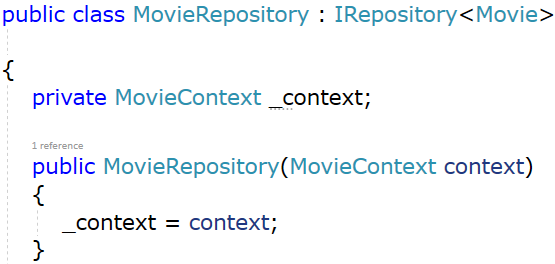 public class MovieRepository : IRepository<Movie>
{
private MovieContext _context;
1 reference
public MovieRepository(MovieContext context)
{
_context = context;
}